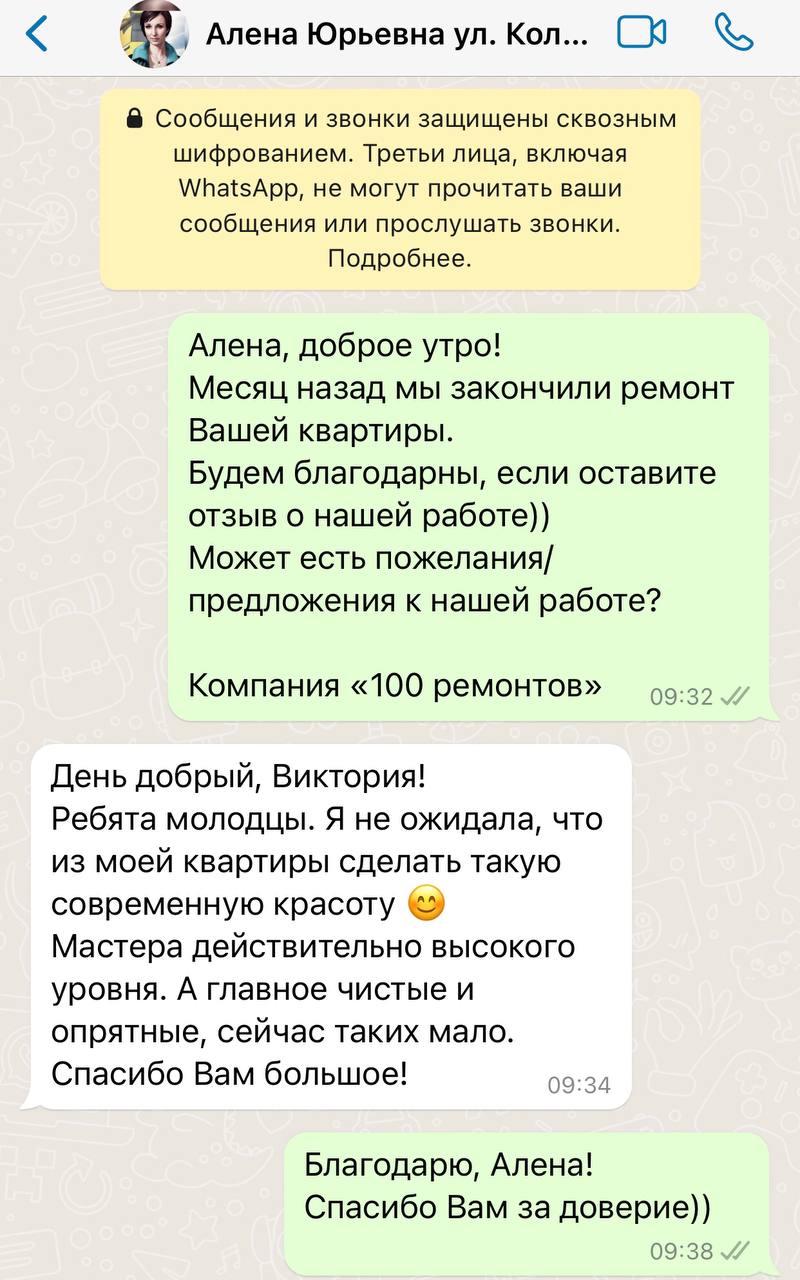 Алена Юрьевна ул. Кол...
Сообщения и звонки защищены сквозным
шифрованием. Третьи лица, включая
WhatsApp, не могут прочитать ваши
сообщения или прослушать звонки.
Подробнее.
Алена, доброе утро!
Месяц назад мы закончили ремонт
Вашей квартиры.
Будем благодарны, если оставите
отзыв о нашей работе))
Может есть пожелания/
предложения к нашей работе?
Компания «100 ремонтов»
09:32
День добрый, Виктория!
Ребята молодцы. Я не ожидала, что
из моей квартиры сделать такую
современную красоту 😊
Мастера действительно высокого
уровня. А главное чистые и
опрятные, сейчас таких мало.
Спасибо Вам большое!
09:34
Благодарю, Алена!
Спасибо Вам за доверие))
09:38